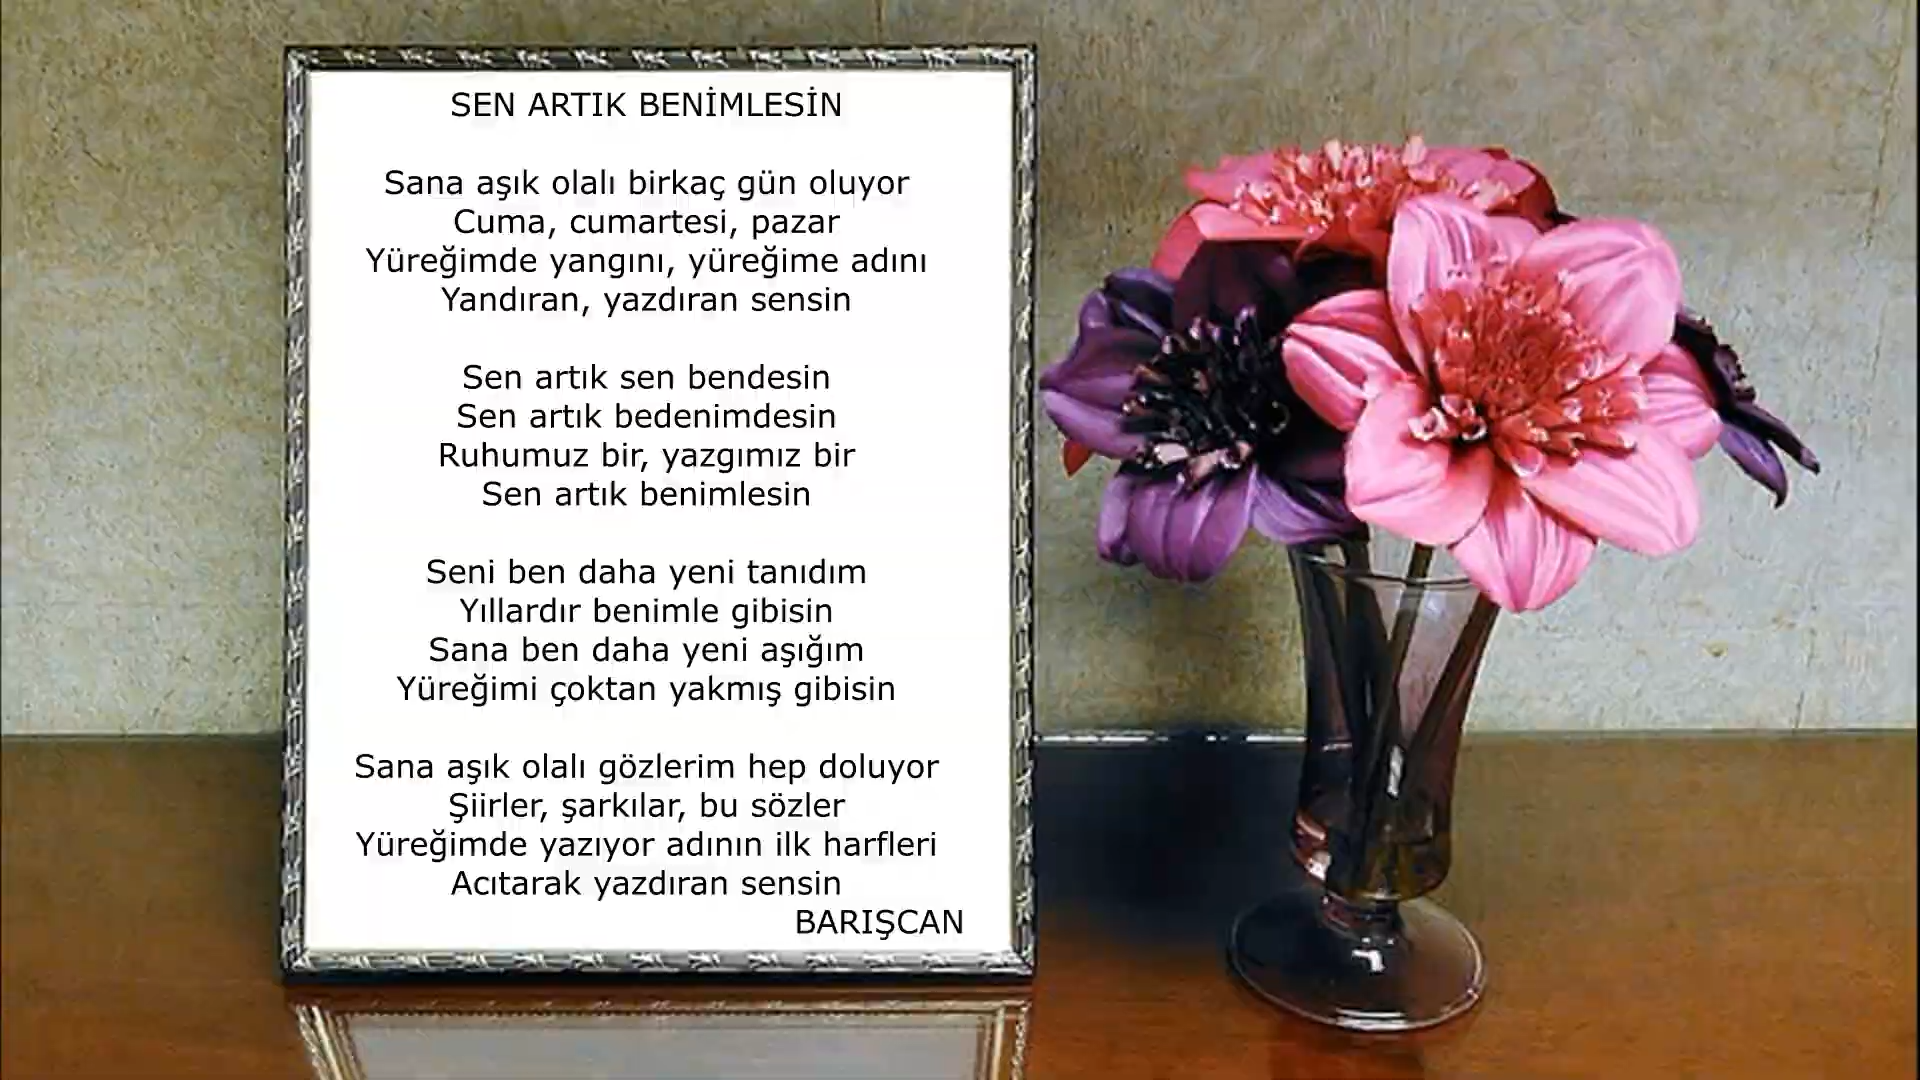 SEN ARTIK BENİMLESİN
Sana aşık olalı birkaç gün oluyor
Cuma, cumartesi, pazar
Yüreğimde yangını, yüreğime adını
Yandıran, yazdıran sensin
Sen artık sen bendesin
Sen artık bedenimdesin
Ruhumuz bir, yazgımız bir
Sen artık benimlesin
Seni ben daha yeni tanıdım
Yıllardır benimle gibisin
Sana ben daha yeni aşığım
Yüreğimi çoktan yakmış gibisin
Sana aşık olalı gözlerim hep doluyor
Şiirler, şarkılar, bu sözler
Yüreğimde yazıyor adının ilk harfleri
Acıtarak yazdıran sensin
BARIŞCAN